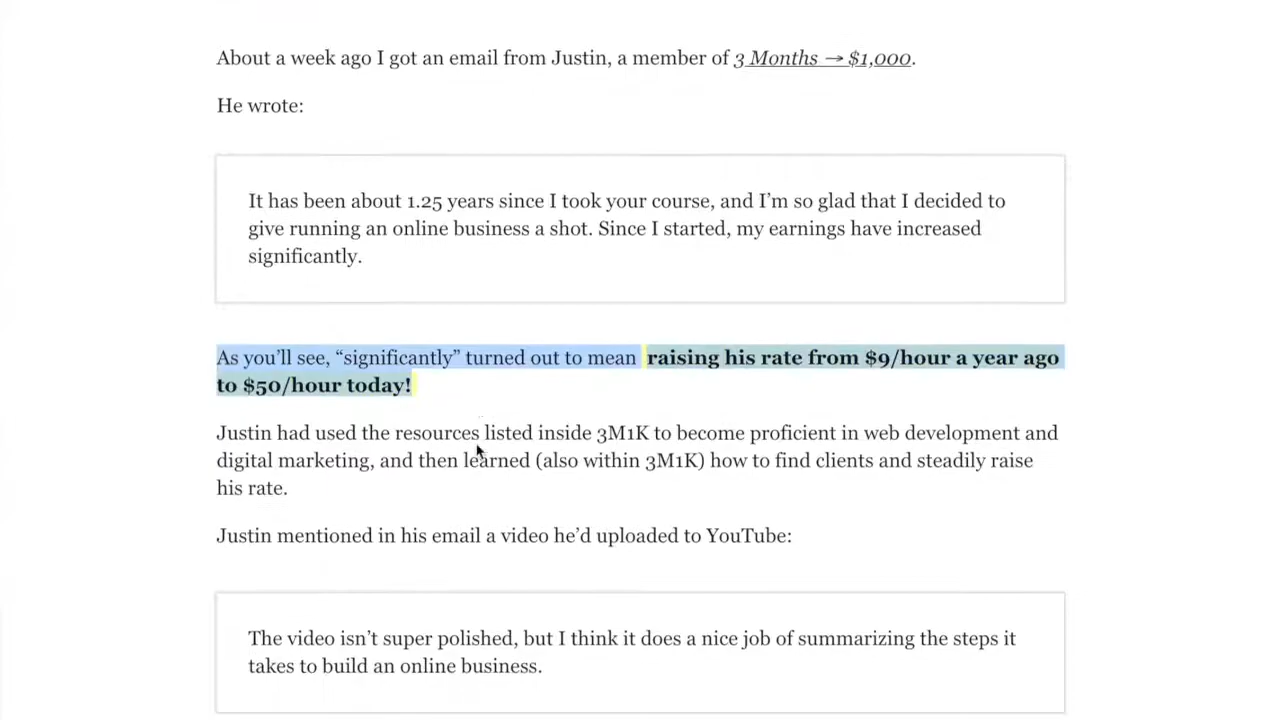 About a week ago I got an email from Justin, a member of 3 Months → $1,000.
He wrote:
It has been about 1.25 years since I took your course, and I’m so glad that I decided to
give running an online business a shot. Since I started, my earnings have increased
significantly.
As you’ll see, “significantly” turned out to mean raising his rate from $9/hour a year ago
to $50/hour today!
Justin had used the resources listed inside 3M1K to become proficient in web development and
digital marketing, and then learned (also within 3M1K) how to find clients and steadily raise
his rate.
Justin mentioned in his email a video he’d uploaded to YouTube:
The video isn’t super polished, but I think it does a nice job of summarizing the steps it
takes to build an online business.